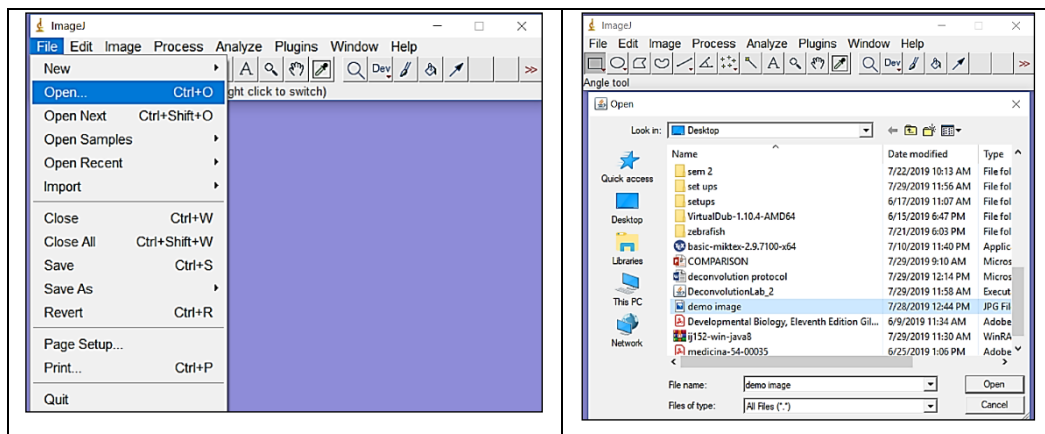 ImageJ
File Edit Image Process Analyze Plugins Window Help
New
Dev
Open... Ctrl+O
ght click to switch)
Open Next Ctrl+Shift+O
Open Samples
Open Recent
Import
Close Ctrl+W
Close All Ctrl+Shift+W
Save Ctrl+S
Save As
Revert Ctrl+R
Page Setup...
Print... Ctrl+P
Quit
ImageJ
File Edit Image Process Analyze Plugins Window Help
Dev
Angle tool
Open
Look in: Desktop
Name Date modified Type
sem 2 7/22/2019 10:13 AM File fol
set ups 7/29/2019 11:56 AM File fol
setups 6/17/2019 11:07 AM File fol
VirtualDub-1.10.4-AMD64 6/15/2019 6:47 PM File fol
zebrafish 7/21/2019 6:03 PM File fol
basic-miktex-2.9.7100-x64 7/10/2019 11:40 PM Applic
COMPARISON 7/29/2019 9:10 AM Micros
deconvolution protocol 7/29/2019 12:14 PM Micros
DeconvolutionLab_2 7/29/2019 11:58 AM Execut
demo image 7/28/2019 12:44 PM JPG Fil
Developmental Biology, Eleventh Edition Gil... 6/9/2019 11:34 AM Adobe
ij152-win-java8 7/29/2019 11:30 AM WinRA
medicina-54-00035 6/25/2019 1:06 PM Adobe
Quick access
Desktop
Libraries
This PC
Network
File name: demo image Open
Files of type: All Files (*.*) Cancel